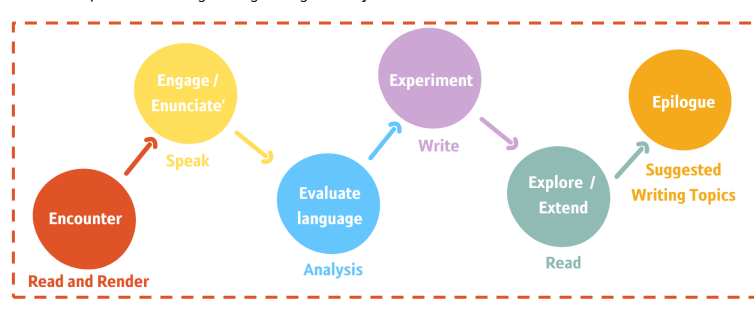 Encounter
Read and Render
Engage /
Enunciate'
Speak
Evaluate
language
Analysis
Experiment
Write
Explore /
Extend
Read
Epilogue
Suggested
Writing Topics